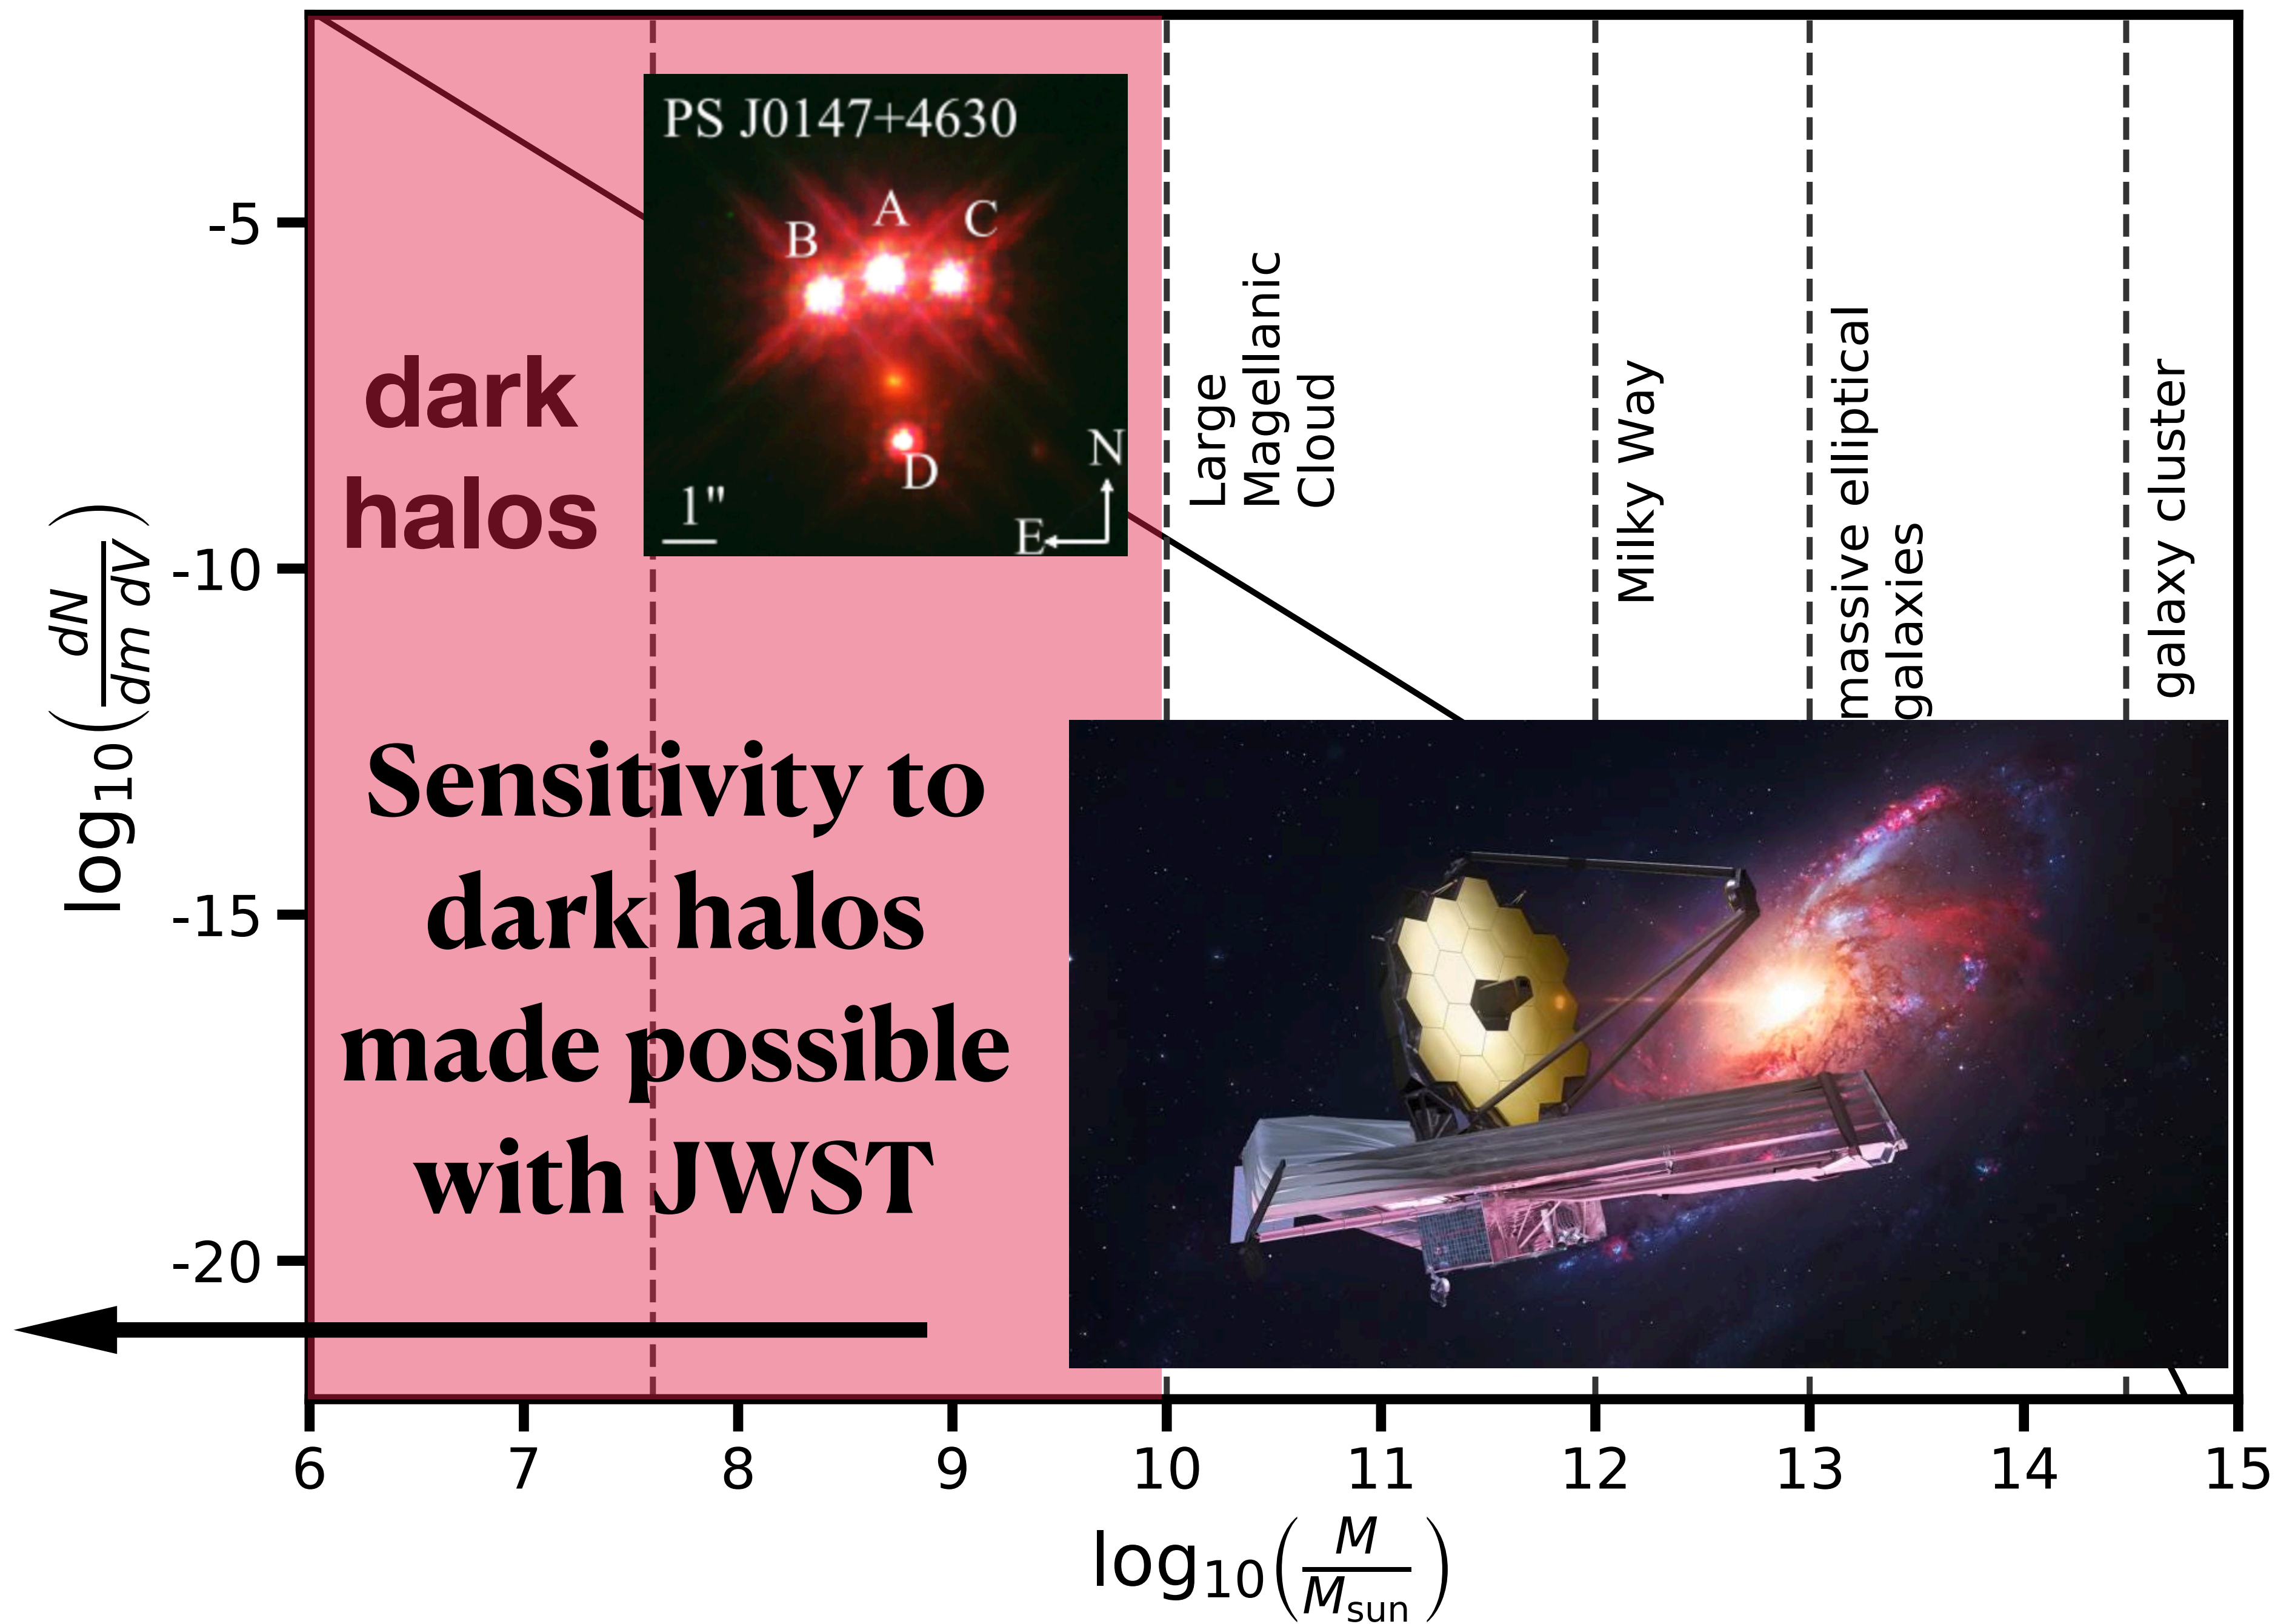 PS J0147+4630
A
B
C
D
1"
N
E
dark
halos
Sensitivity to
dark halos
made possible
with JWST
Large
Magellanic
Cloud
Milky Way
massive elliptical
galaxies
galaxy cluster
-5
-10
-15
-20
log10(dN/dm dV)
6 7 8 9 10 11 12 13 14 15
log10(M/Msun)